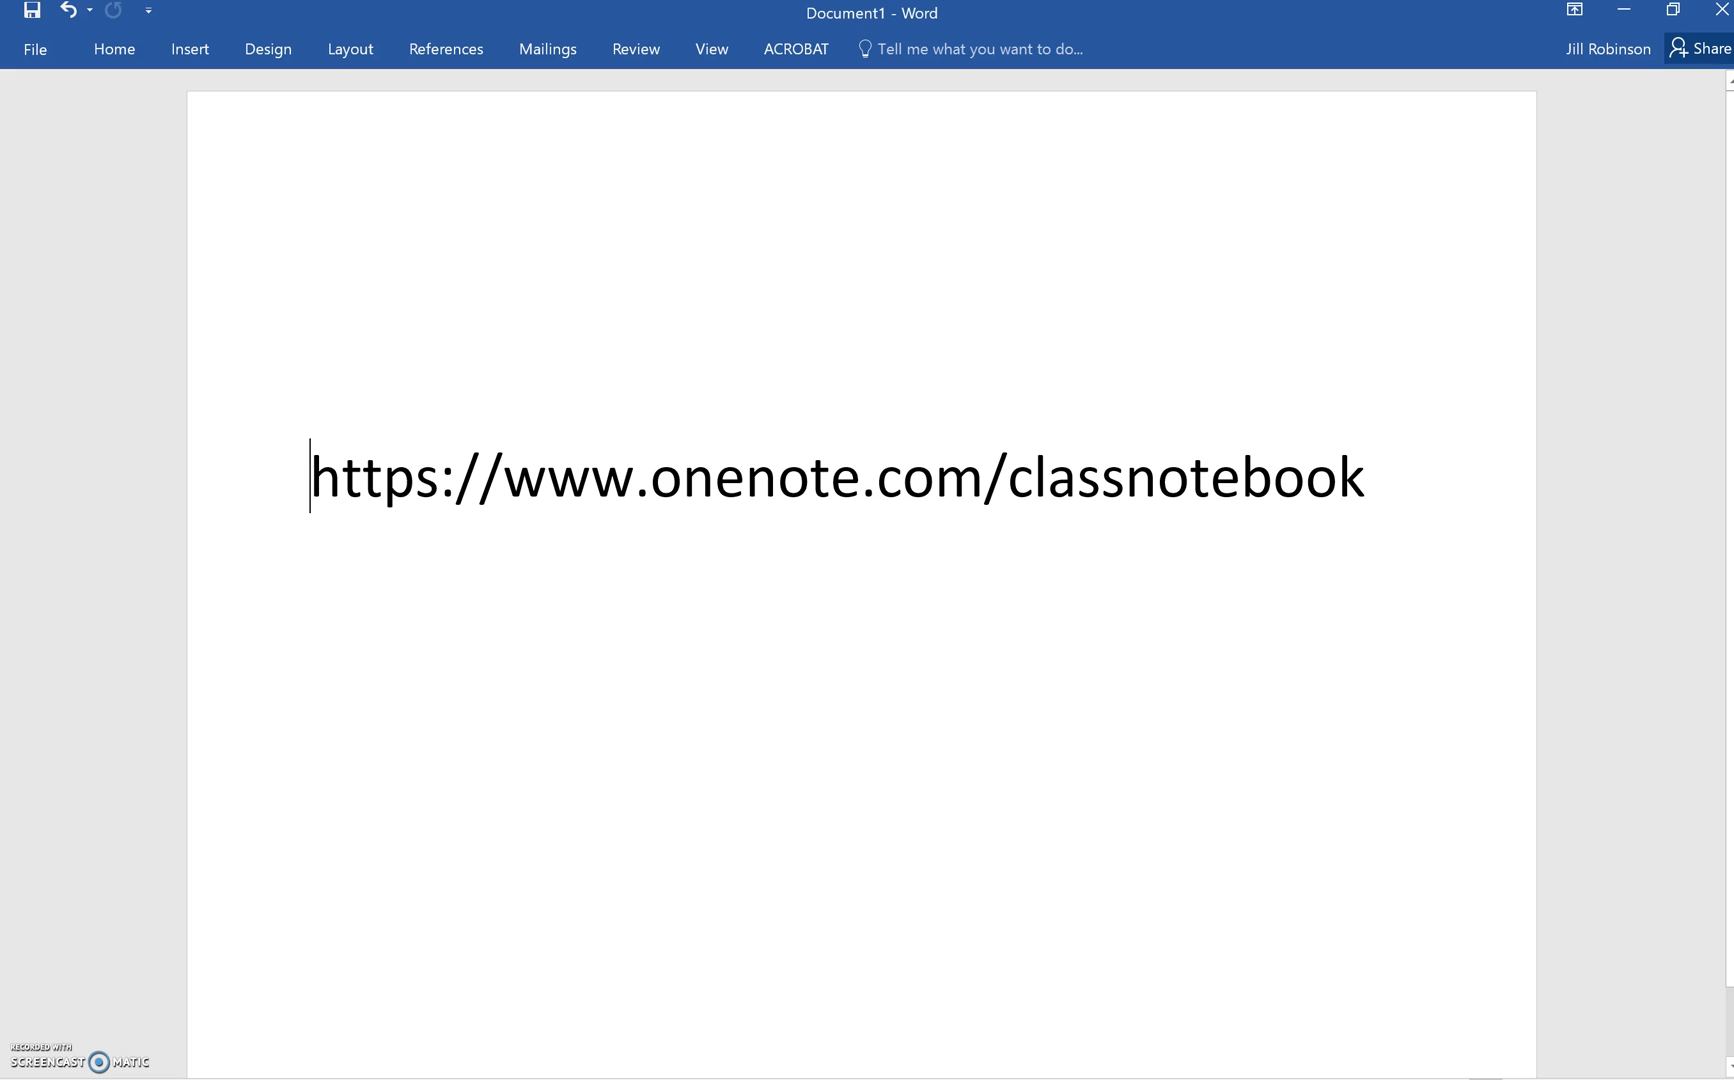 Document1 - Word
File Home Insert Design Layout References Mailings Review View ACROBAT Tell me what you want to do... Jill Robinson Share
https://www.onenote.com/classnotebook
RECORDED WITH
SCREENCAST MATIC